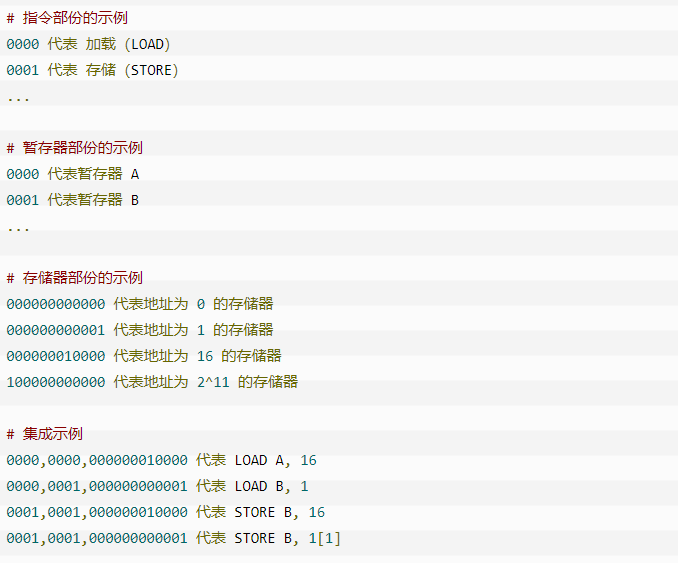 # 指令部份的示例
0000 代表 加载 (LOAD)
0001 代表 存储 (STORE)
...
# 暂存器部份的示例
0000 代表暂存器 A
0001 代表暂存器 B
...
# 存储器部份的示例
000000000000 代表地址为 0 的存储器
000000000001 代表地址为 1 的存储器
000000010000 代表地址为 16 的存储器
100000000000 代表地址为 2^11 的存储器
# 集成示例
0000,0000,000000010000 代表 LOAD A, 16
0000,0001,000000000001 代表 LOAD B, 1
0001,0001,000000010000 代表 STORE B, 16
0001,0001,000000000001 代表 STORE B, 1[1]